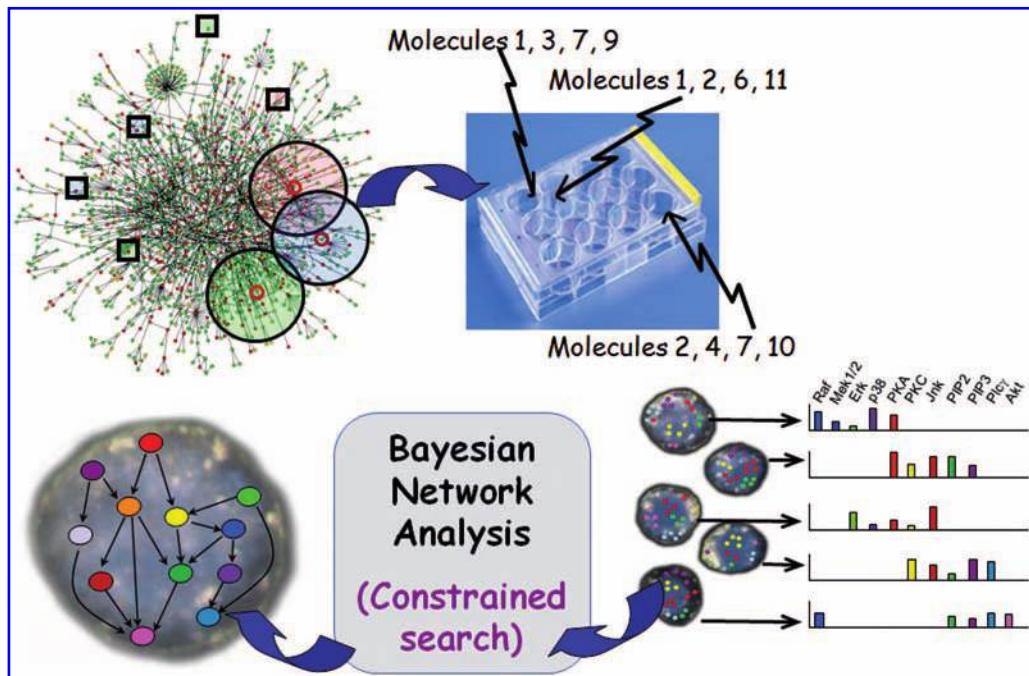 Molecules 1, 3, 7, 9
Molecules 1, 2, 6, 11
Molecules 2, 4, 7, 10
Bayesian
Network
Analysis
(Constrained
search)
Raf
Mek1/2
Erk
p38
PKA
PKC
Jnk
PIP2
PIP3
Plcγ
Akt